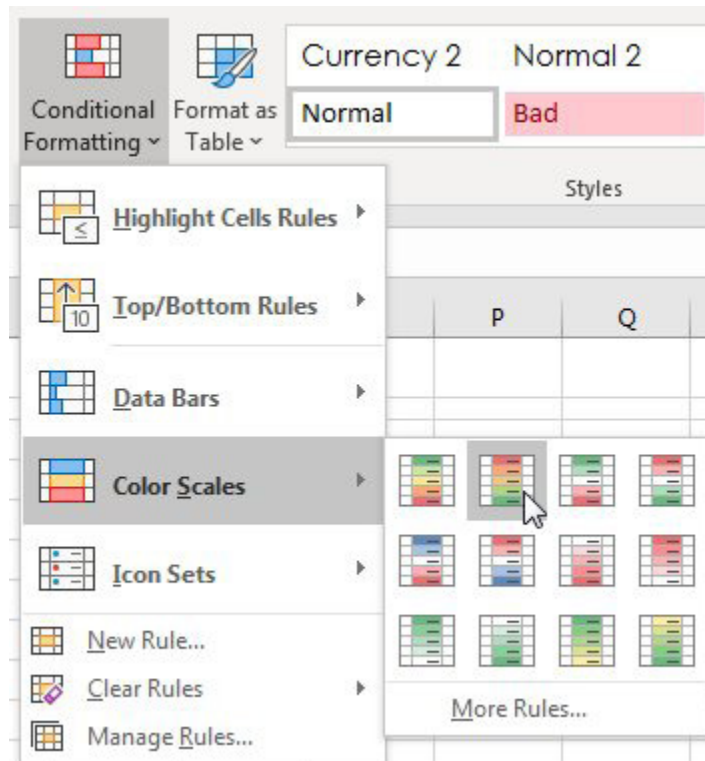 Conditional
Formatting
Format as
Table
Currency 2
Normal 2
Normal
Bad
Styles
P
Q
≤
Highlight Cells Rules
10
Top/Bottom Rules
Data Bars
Color Scales
Icon Sets
New Rule...
Clear Rules
Manage Rules...
More Rules...